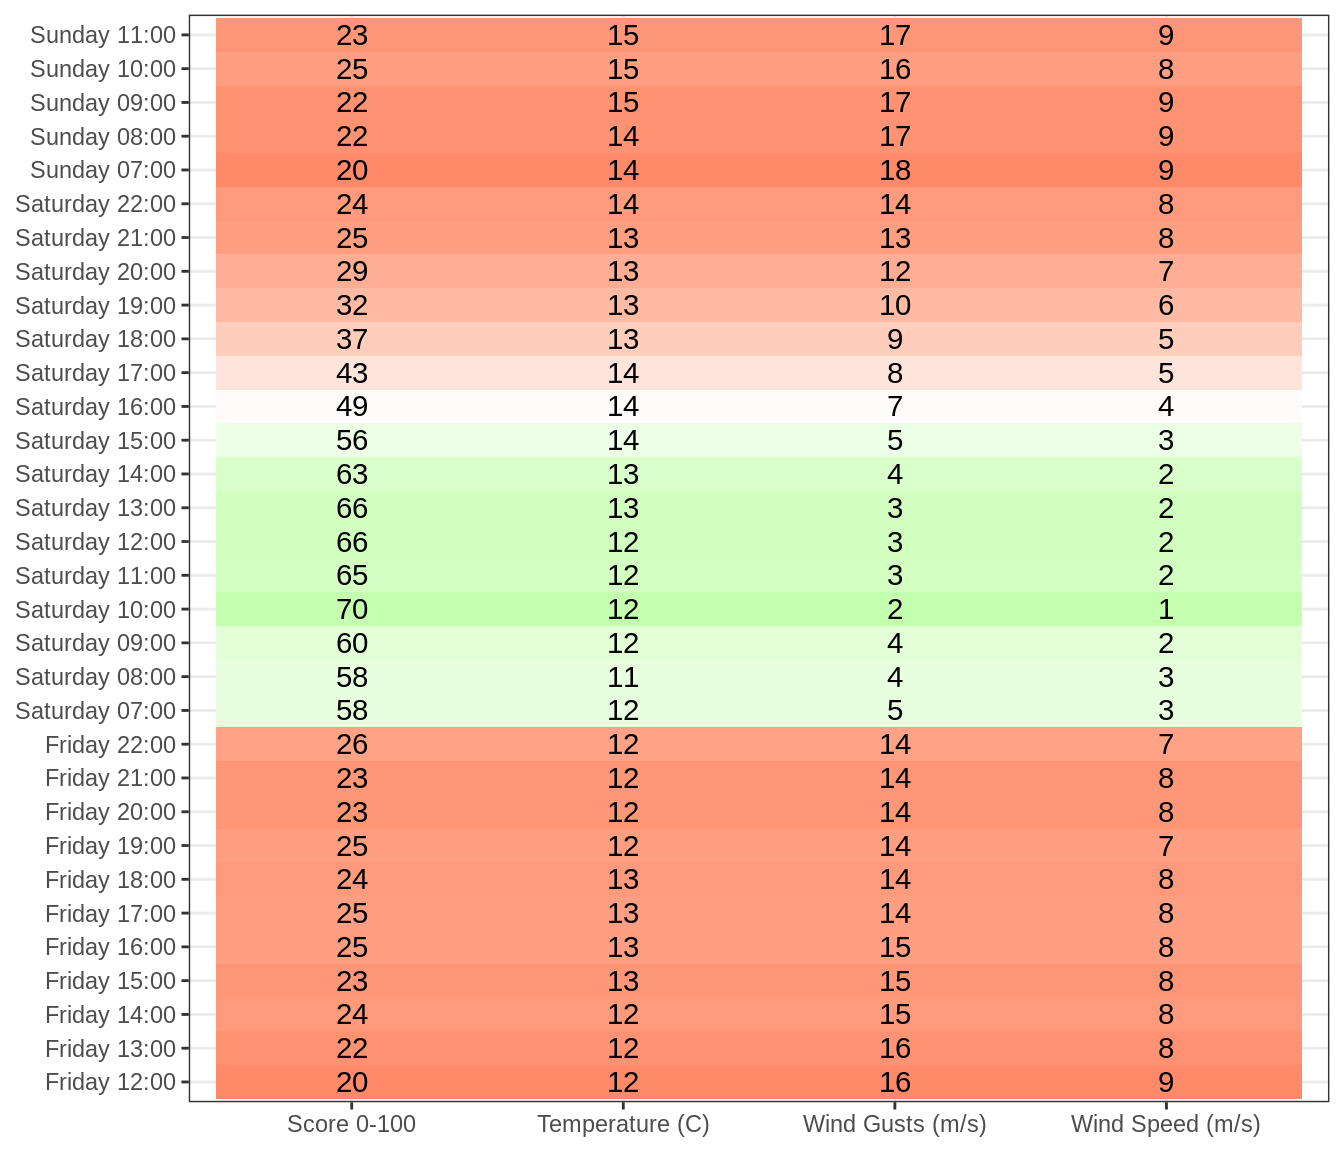 Sunday 11:00 23 15 17 9
Sunday 10:00 25 15 16 8
Sunday 09:00 22 15 17 9
Sunday 08:00 22 14 17 9
Sunday 07:00 20 14 18 9
Saturday 22:00 24 14 14 8
Saturday 21:00 25 13 13 8
Saturday 20:00 29 13 12 7
Saturday 19:00 32 13 10 6
Saturday 18:00 37 13 9 5
Saturday 17:00 43 14 8 5
Saturday 16:00 49 14 7 4
Saturday 15:00 56 14 5 3
Saturday 14:00 63 13 4 2
Saturday 13:00 66 13 3 2
Saturday 12:00 66 12 3 2
Saturday 11:00 65 12 3 2
Saturday 10:00 70 12 2 1
Saturday 09:00 60 12 4 2
Saturday 08:00 58 11 4 3
Saturday 07:00 58 12 5 3
Friday 22:00 26 12 14 7
Friday 21:00 23 12 14 8
Friday 20:00 23 12 14 8
Friday 19:00 25 12 14 7
Friday 18:00 24 13 14 8
Friday 17:00 25 13 14 8
Friday 16:00 25 13 15 8
Friday 15:00 23 13 15 8
Friday 14:00 24 12 15 8
Friday 13:00 22 12 16 8
Friday 12:00 20 12 16 9
Score 0-100 Temperature (C) Wind Gusts (m/s) Wind Speed (m/s)